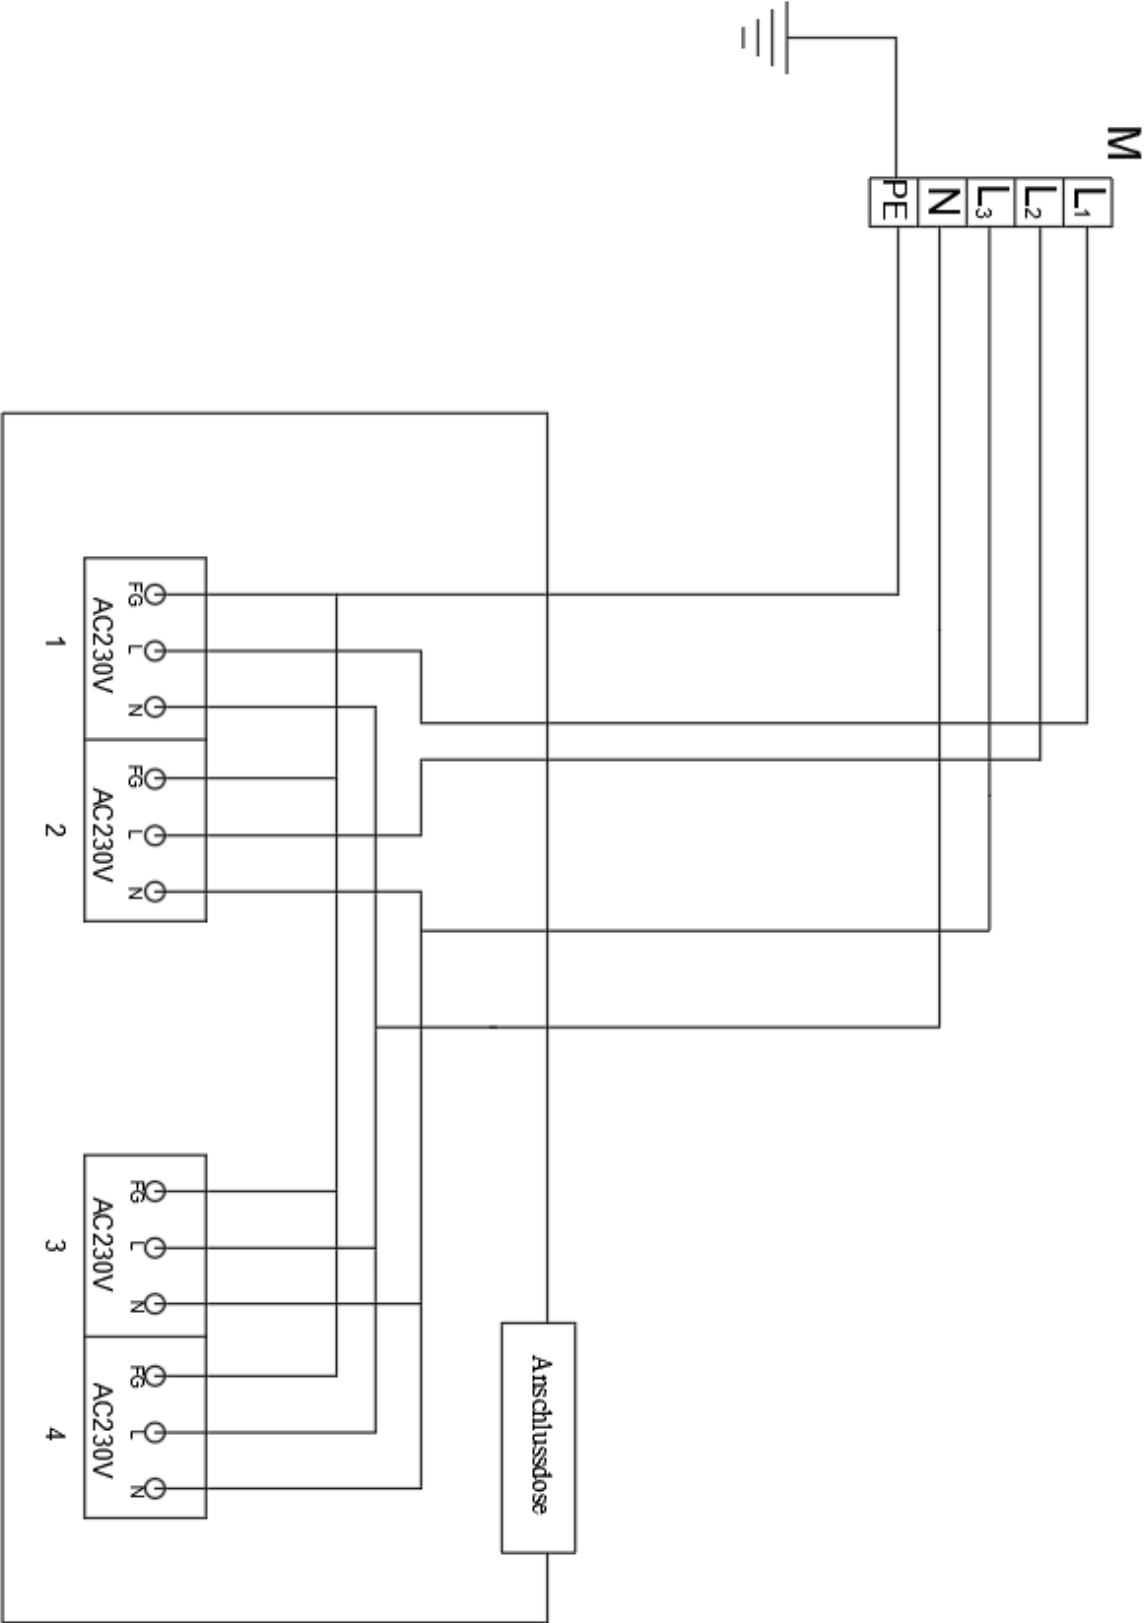 M
PE N L3 L2 L1
FG
L
N
AC230V
1
FG
L
N
AC230V
2
FG
L
N
AC230V
3
FG
L
N
AC230V
4
Anschlussdose